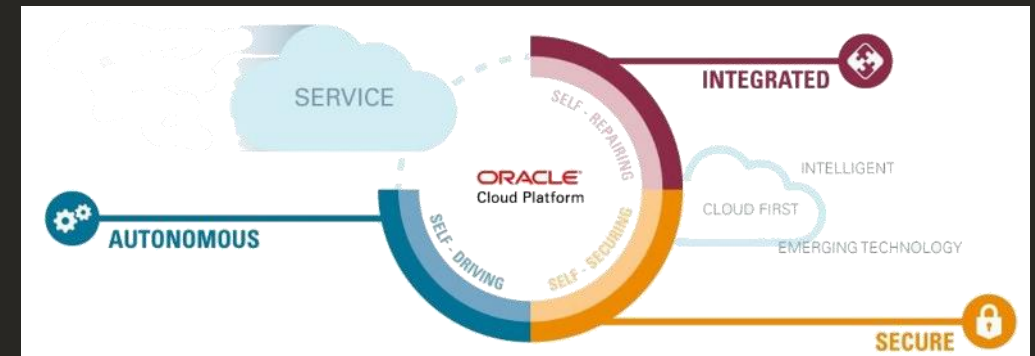 SERVICE
INTEGRATED
SELF - REPAIRING
INTELLIGENT
ORACLE
Cloud Platform
CLOUD FIRST
AUTONOMOUS
SELF - DRIVING
SELF - SECURING
EMERGING TECHNOLOGY
SECURE